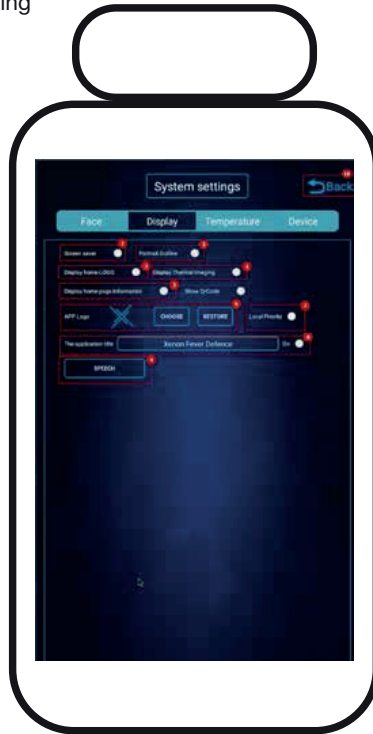 ing
System settings
Back
Face Display Temperature Device
Screen saver Portrait Outline
Display home LOGO Display Thermal Imaging
Display home page Information Show QrCode
APP Logo CHOOSE RESTORE Local Priority
The application title Xenon Fever Defence On
SPEECH